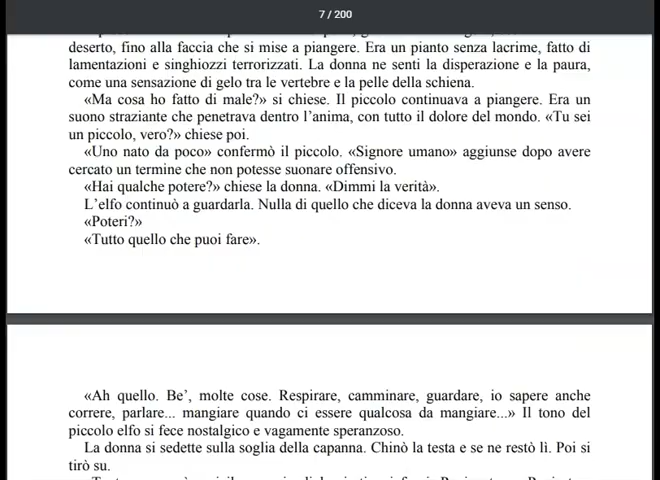 7 / 200
deserto, fino alla faccia che si mise a piangere. Era un pianto senza lacrime, fatto di
lamentazioni e singhiozzi terrorizzati. La donna ne sentì la disperazione e la paura,
come una sensazione di gelo tra le vertebre e la pelle della schiena.
«Ma cosa ho fatto di male?» si chiese. Il piccolo continuava a piangere. Era un
suono straziante che penetrava dentro l’anima, con tutto il dolore del mondo. «Tu sei
un piccolo, vero?» chiese poi.
«Uno nato da poco» confermò il piccolo. «Signore umano» aggiunse dopo avere
cercato un termine che non potesse suonare offensivo.
«Hai qualche potere?» chiese la donna. «Dimmi la verità».
L’elfo continuò a guardarla. Nulla di quello che diceva la donna aveva un senso.
«Poteri?»
«Tutto quello che puoi fare».
«Ah quello. Be’, molte cose. Respirare, camminare, guardare, io sapere anche
correre, parlare... mangiare quando ci essere qualcosa da mangiare...» Il tono del
piccolo elfo si fece nostalgico e vagamente speranzoso.
La donna si sedette sulla soglia della capanna. Chinò la testa e se ne restò lì. Poi si
tirò su.